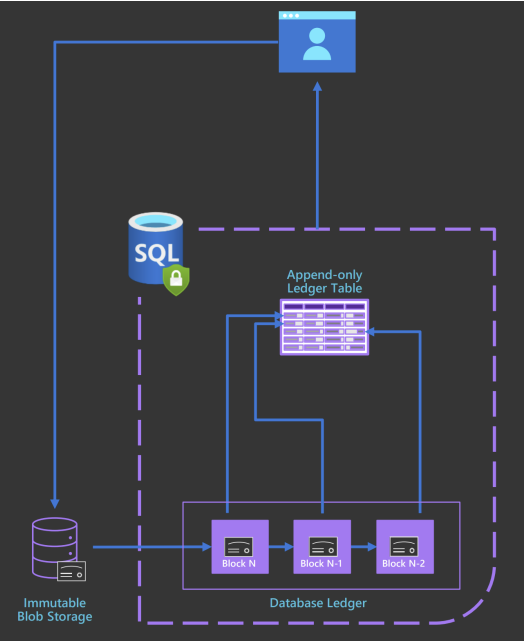 SQL
Append-only
Ledger Table
Block N
Block N-1
Block N-2
Immutable
Blob Storage
Database Ledger